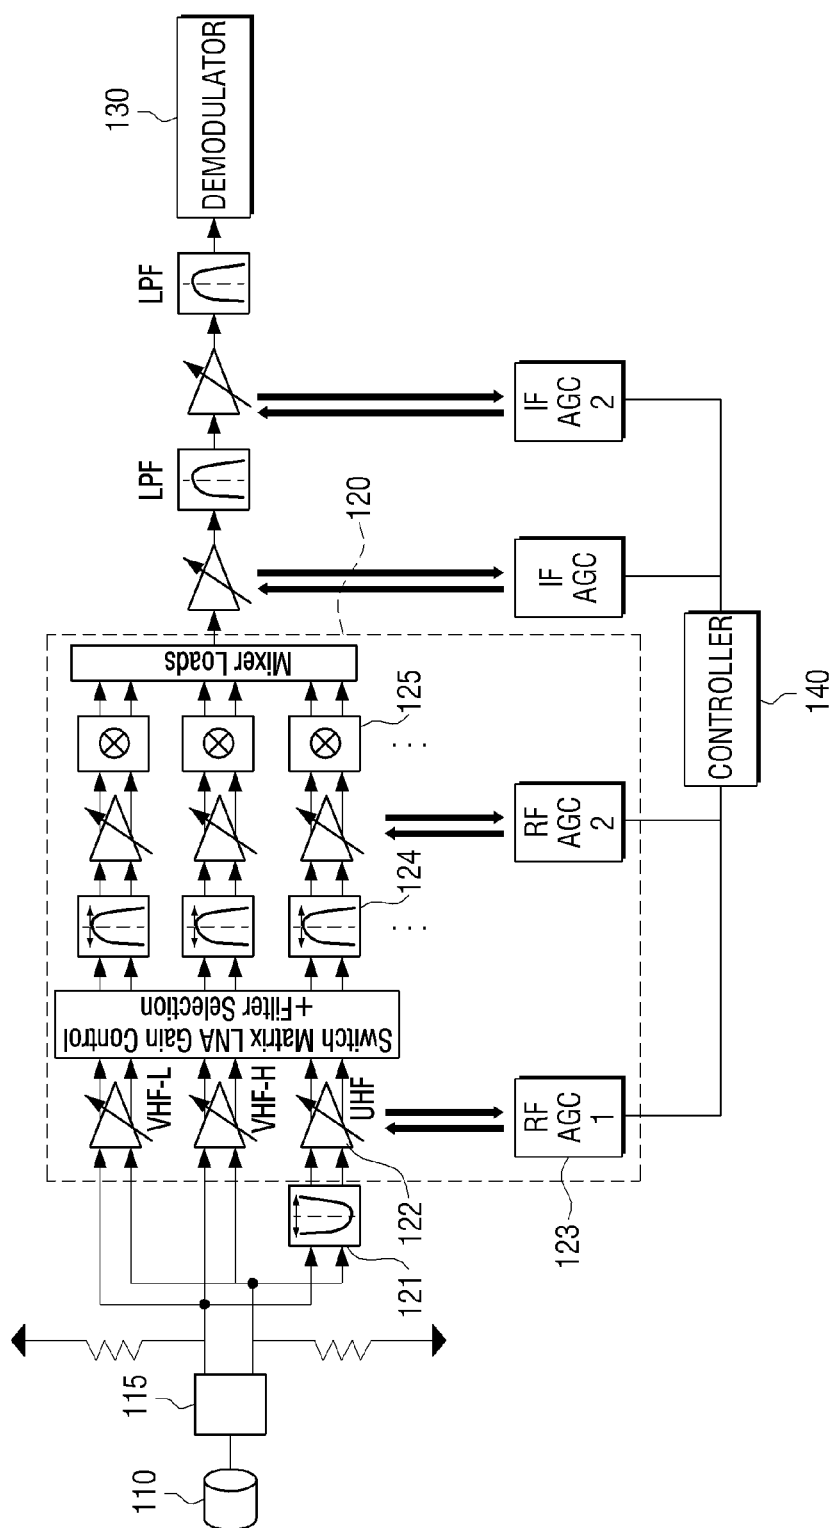 110
115
121
122
VHF-L
VHF-H
UHF
Switch Matrix LNA Gain Control
+Filter Selection
124
125
. . .
. . .
Mixer Loads
120
LPF
LPF
DEMODULATOR
130
RF
AGC
1
123
RF
AGC
2
IF
AGC
IF
AGC
2
CONTROLLER
140